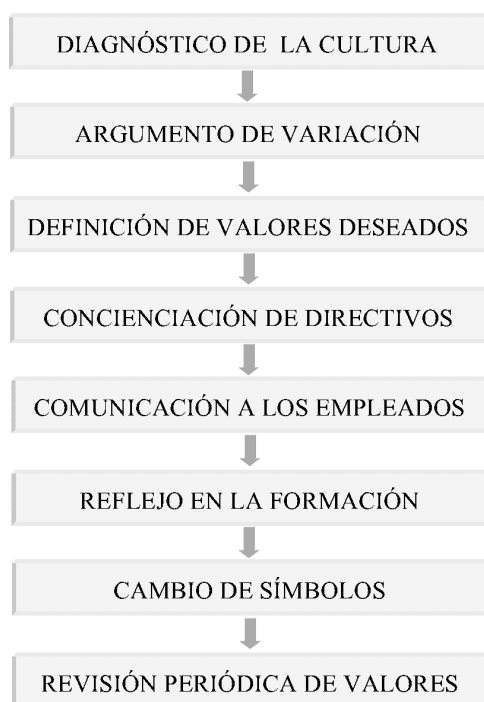 DIAGNÓSTICO DE LA CULTURA
ARGUMENTO DE VARIACIÓN
DEFINICIÓN DE VALORES DESEADOS
CONCIENCIACIÓN DE DIRECTIVOS
COMUNICACIÓN A LOS EMPLEADOS
REFLEJO EN LA FORMACIÓN
CAMBIO DE SÍMBOLOS
REVISIÓN PERIÓDICA DE VALORES